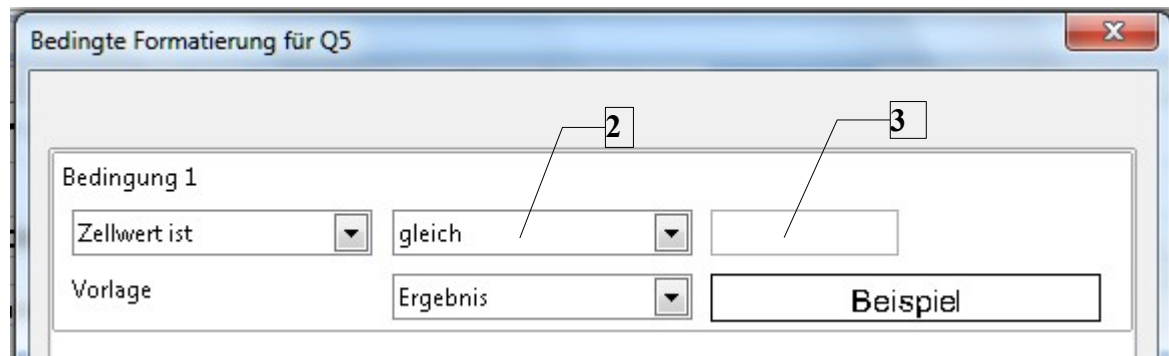 Bedingte Formatierung für Q5
2
3
Bedingung 1
Zellwert ist gleich
Vorlage Ergebnis Beispiel